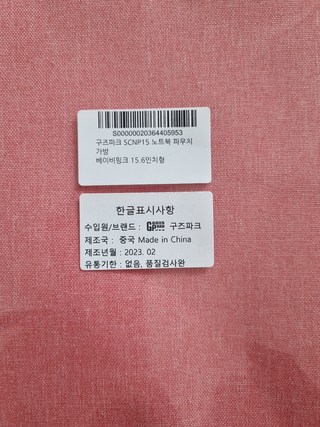 S00000020364405953
구즈파크 SCNP15 노트북 파우치
가방
베이비핑크 15.6인치형
한글표시사항
수입원/브랜드 : GP 구즈파크
제조국 : 중국 Made in China
제조년월 : 2023. 02
유통기한 : 없음, 품질검사완